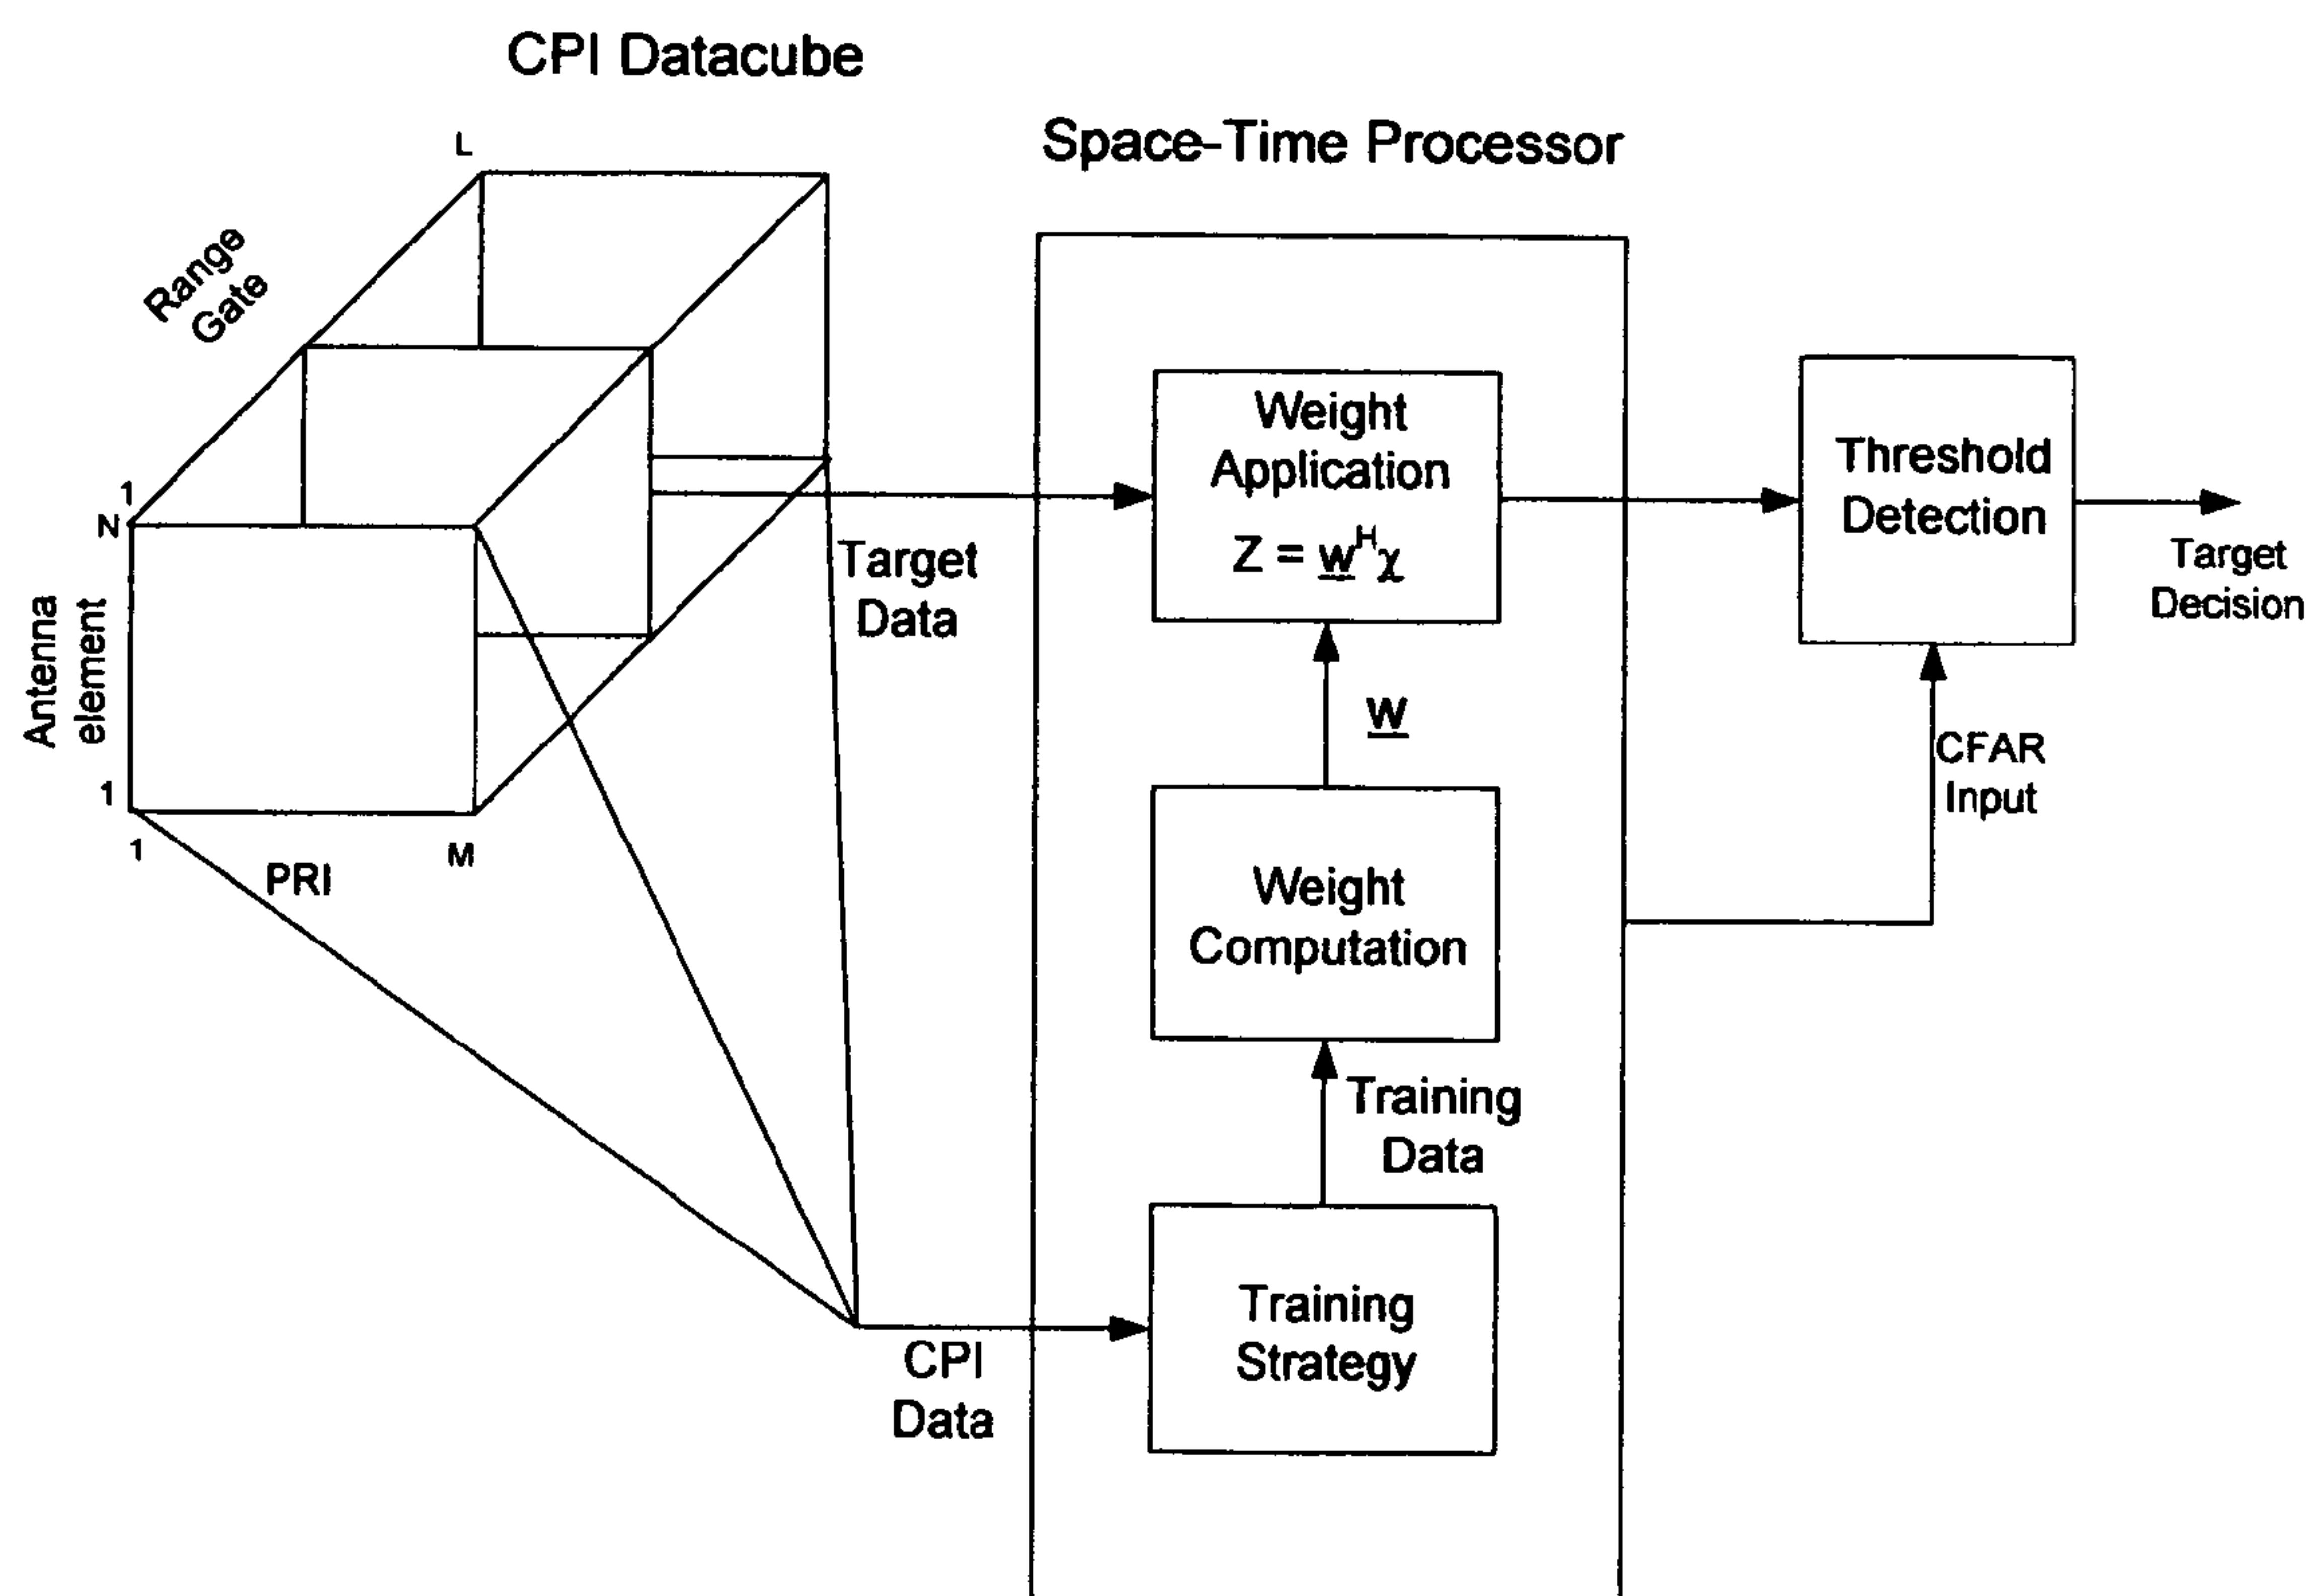 CPI Datacube
Space-Time Processor
L
Range
Gate
1
N
Antenna
element
1
1
M
PRI
Target
Data
Weight
Application
Z = w^H χ
Threshold
Detection
Target
Decision
w
CFAR
Input
Weight
Computation
Training
Data
Training
Strategy
CPI
Data